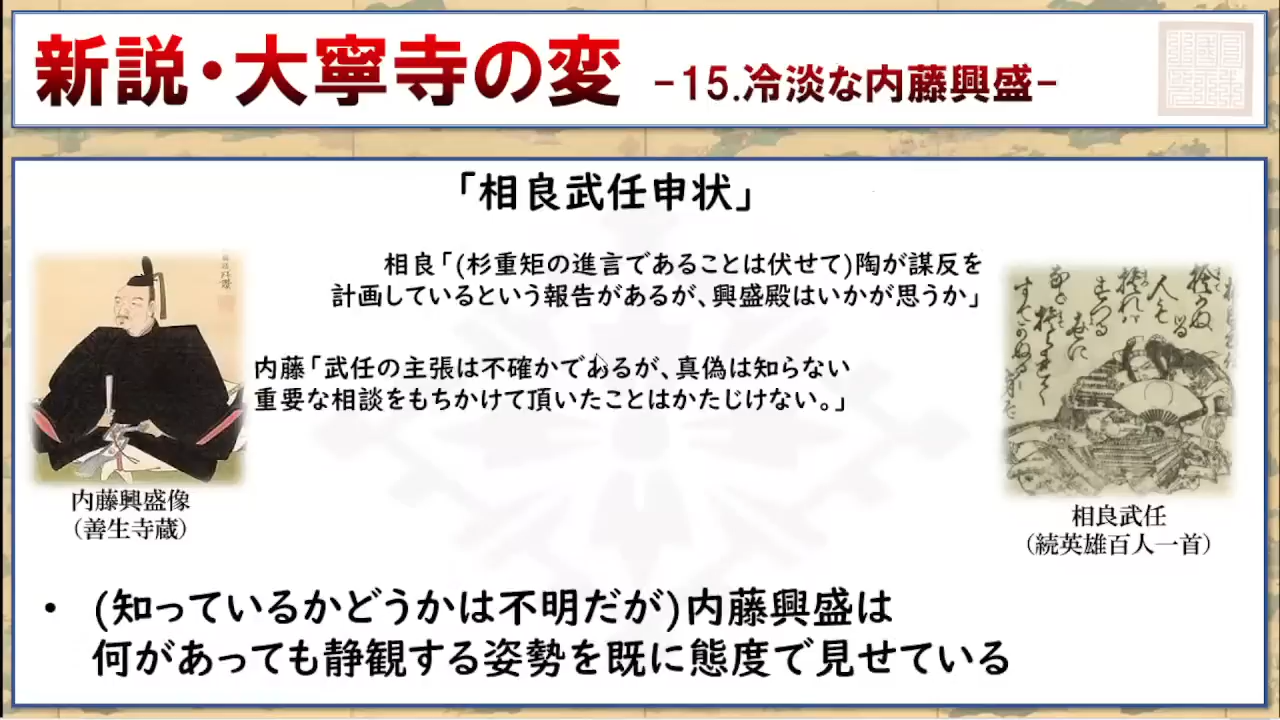 新説・大寧寺の変 -15.冷淡な内藤興盛-
「相良武任申状」
相良「(杉重矩の進言であることは伏せて)陶が謀反を
計画しているという報告があるが、興盛殿はいかが思うか」
内藤「武任の主張は不確かであるが、真偽は知らない
重要な相談をもちかけて頂いたことはかたじけない。」
内藤興盛像
（善生寺蔵）
相良武任
（続英雄百人一首）
• (知っているかどうかは不明だが)内藤興盛は
何があっても静観する姿勢を既に態度で見せている